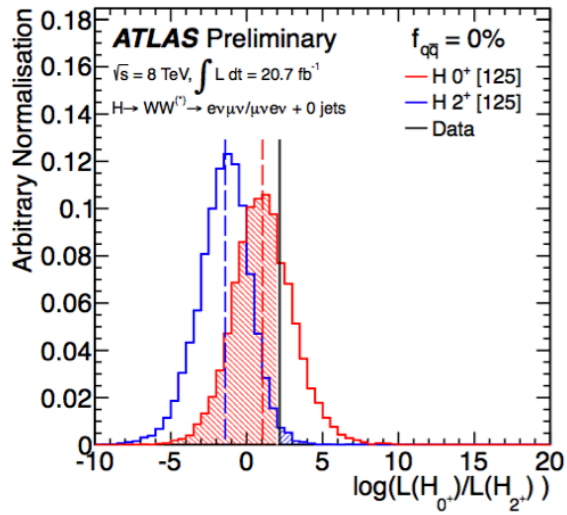 ATLAS Preliminary
√s = 8 TeV, ∫ L dt = 20.7 fb⁻¹
H→ WW⁽*⁾→ eνμν/μνeν + 0 jets
f_qq̄ = 0%
H 0⁺ [125]
H 2⁺ [125]
Data
Arbitrary Normalisation
0.18
0.16
0.14
0.12
0.1
0.08
0.06
0.04
0.02
0
-10 -5 0 5 10 15 20
log(L(H₀₊)/L(H₂₊) )